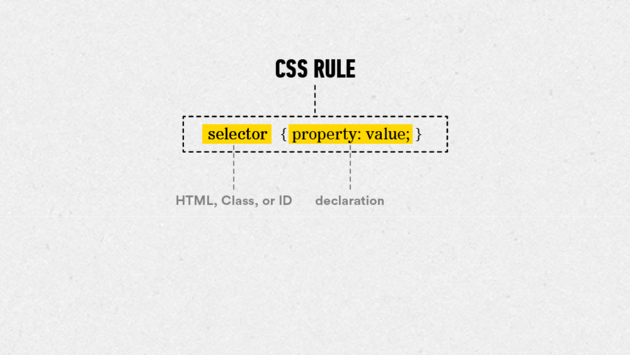 CSS RULE
selector { property: value; }
HTML, Class, or ID declaration